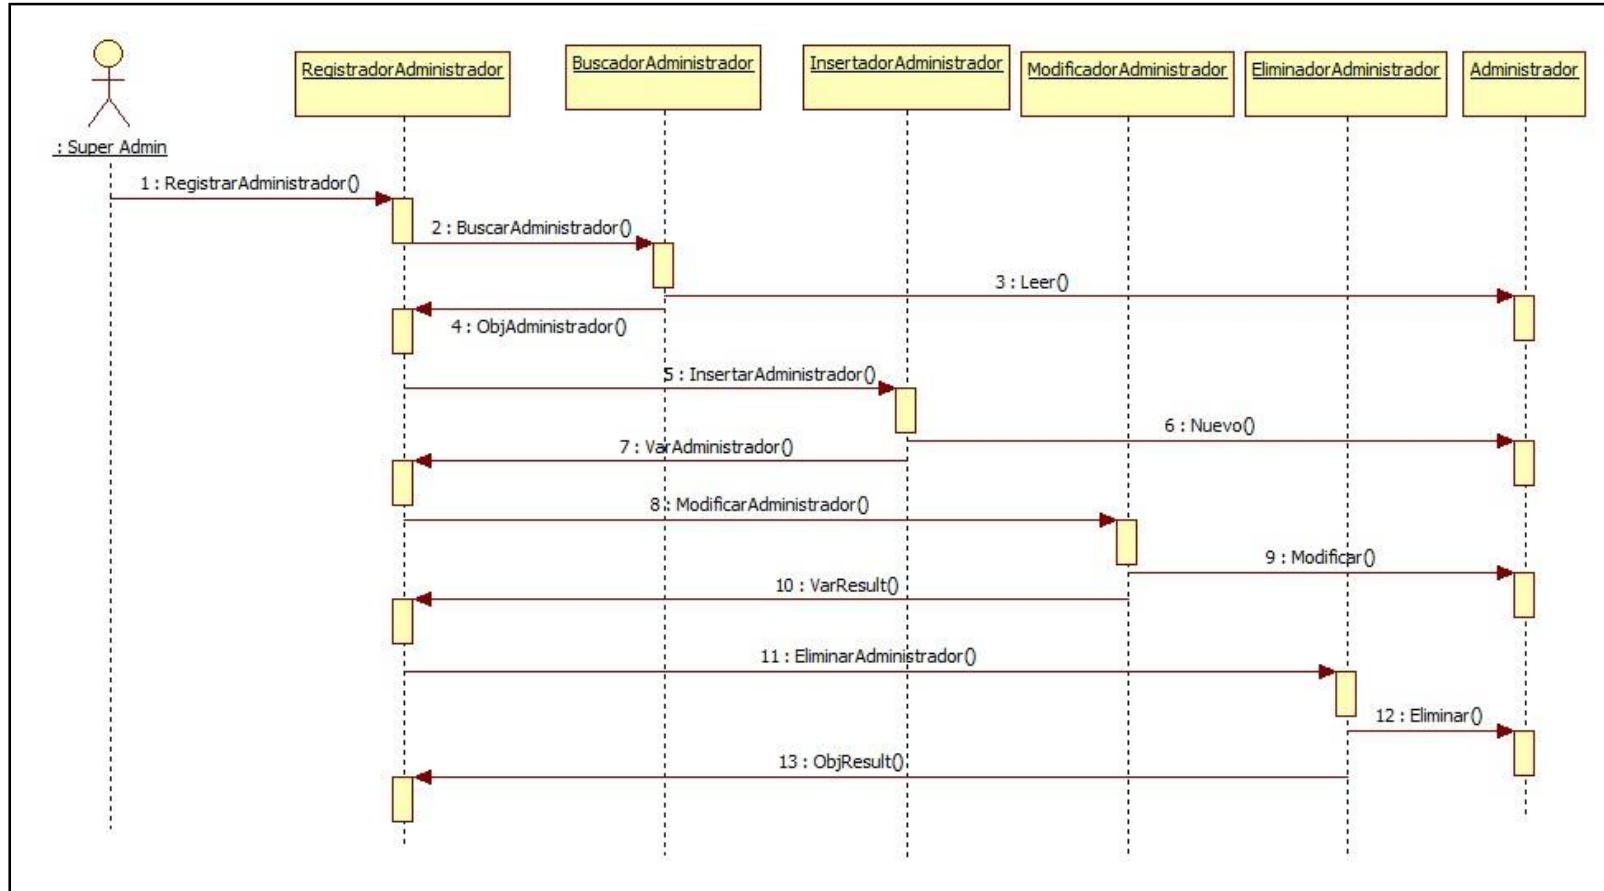 : Super Admin
RegistradorAdministrador
BuscadorAdministrador
InsertadorAdministrador
ModificadorAdministrador
EliminadorAdministrador
Administrador
1 : RegistrarAdministrador()
2 : BuscarAdministrador()
3 : Leer()
4 : ObjAdministrador()
5 : InsertarAdministrador()
6 : Nuevo()
7 : VarAdministrador()
8 : ModificarAdministrador()
9 : Modificar()
10 : VarResult()
11 : EliminarAdministrador()
12 : Eliminar()
13 : ObjResult()